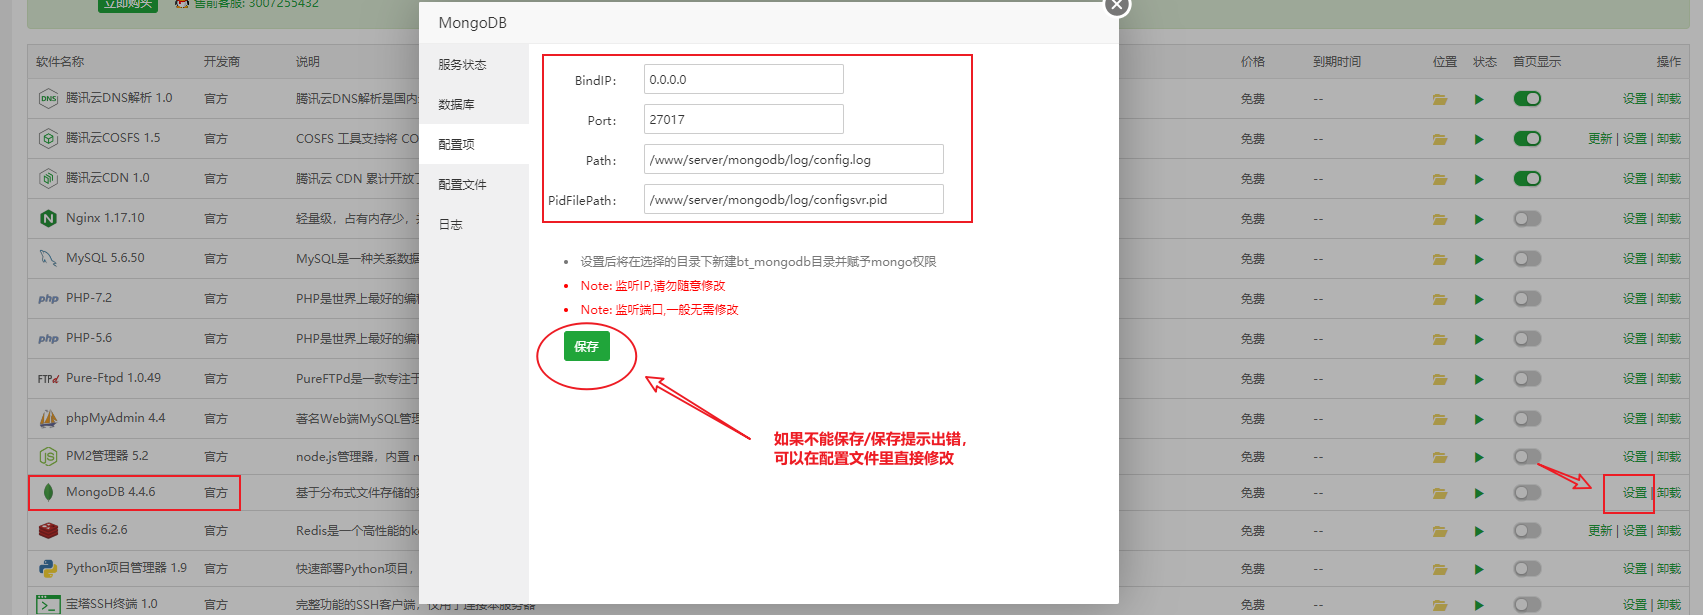 立即购买 售前客服: 3007255432
MongoDB
软件名称 开发商 说明 价格 到期时间 位置 状态 首页显示 操作
服务状态
数据库
配置项
配置文件
日志
BindIP: 0.0.0.0
Port: 27017
Path: /www/server/mongodb/log/config.log
PidFilePath: /www/server/mongodb/log/configsvr.pid
设置后将在选择的目录下新建bt_mongodb目录并赋予mongo权限
Note: 监听IP,请勿随意修改
Note: 监听端口,一般无需修改
保存
如果不能保存/保存提示出错，
可以在配置文件里直接修改
DNS 腾讯云DNS解析 1.0 官方 腾讯云DNS解析是国内 免费 -- 设置 | 卸载
腾讯云COSFS 1.5 官方 COSFS 工具支持将 CO 免费 -- 更新 | 设置 | 卸载
腾讯云CDN 1.0 官方 腾讯云 CDN 累计开放了 免费 -- 设置 | 卸载
N Nginx 1.17.10 官方 轻量级，占有内存少， 免费 -- 设置 | 卸载
MySQL 5.6.50 官方 MySQL是一种关系数据 免费 -- 设置 | 卸载
php PHP-7.2 官方 PHP是世界上最好的编 免费 -- 设置 | 卸载
php PHP-5.6 官方 PHP是世界上最好的编 免费 -- 设置 | 卸载
FTPd Pure-Ftpd 1.0.49 官方 PureFTPd是一款专注于 免费 -- 设置 | 卸载
phpMyAdmin 4.4 官方 著名Web端MySQL管理 免费 -- 设置 | 卸载
JS PM2管理器 5.2 官方 node.js管理器，内置 n 免费 -- 设置 | 卸载
MongoDB 4.4.6 官方 基于分布式文件存储的 免费 -- 设置 | 卸载
Redis 6.2.6 官方 Redis是一个高性能的k 免费 -- 更新 | 设置 | 卸载
Python项目管理器 1.9 官方 快速部署Python项目， 免费 -- 设置 | 卸载
宝塔SSH终端 1.0 官方 完整功能的SSH客户端，仅用于连接本服务器 免费 -- 设置 | 卸载